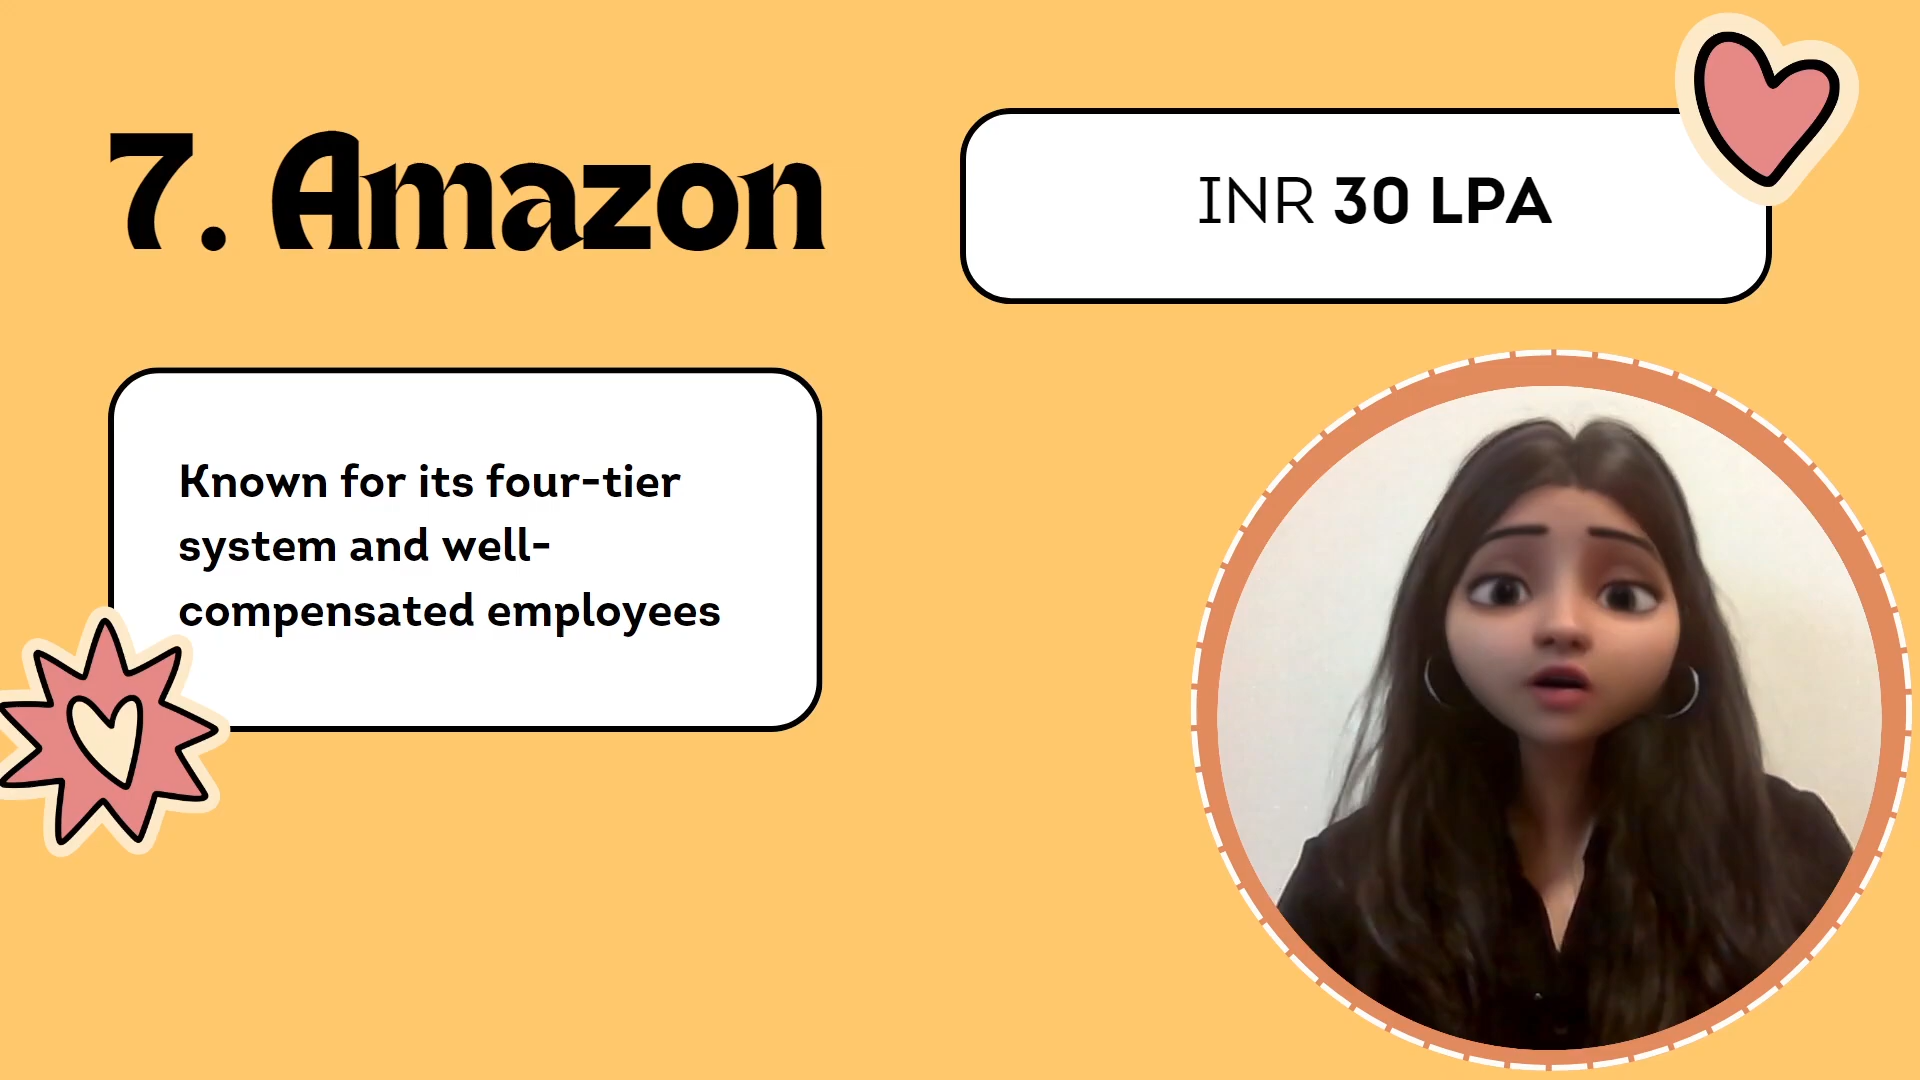 7. Amazon
INR 30 LPA
Known for its four-tier
system and well-
compensated employees